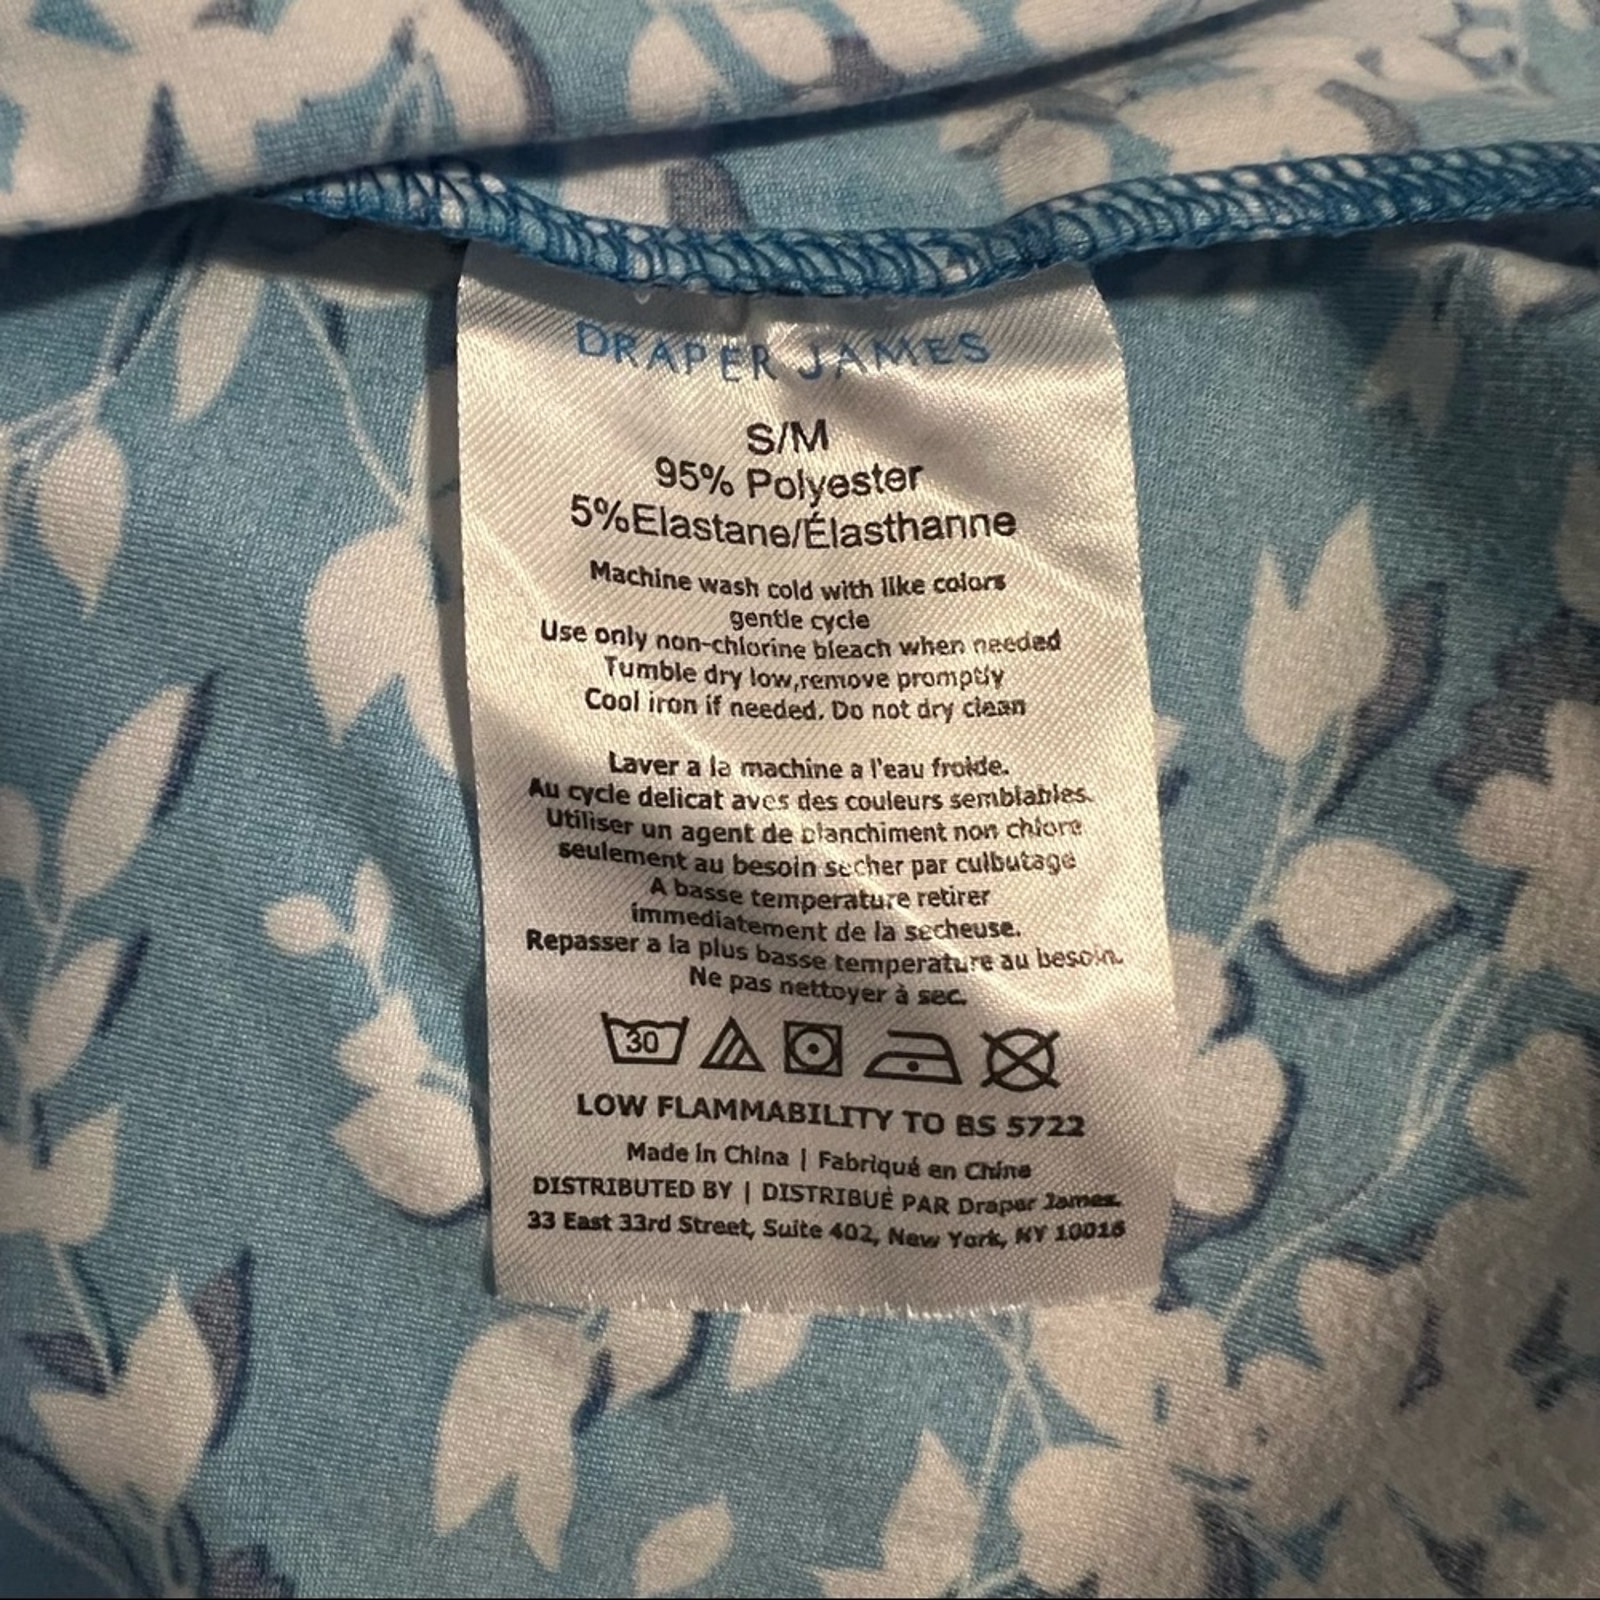 DRAPER JAMES
S/M
95% Polyester
5%Elastane/Élasthanne
Machine wash cold with like colors
gentle cycle
Use only non-chlorine bleach when needed
Tumble dry low,remove promptly
Cool iron if needed. Do not dry clean
Laver a la machine a l'eau froide.
Au cycle delicat aves des couleurs semblables.
Utiliser un agent de blanchiment non chlore
seulement au besoin secher par culbutage
A basse temperature retirer
immediatement de la secheuse.
Repasser a la plus basse temperature au besoin.
Ne pas nettoyer à sec.
30
LOW FLAMMABILITY TO BS 5722
Made in China | Fabriqué en Chine
DISTRIBUTED BY | DISTRIBUÉ PAR Draper James.
33 East 33rd Street, Suite 402, New York, NY 10016